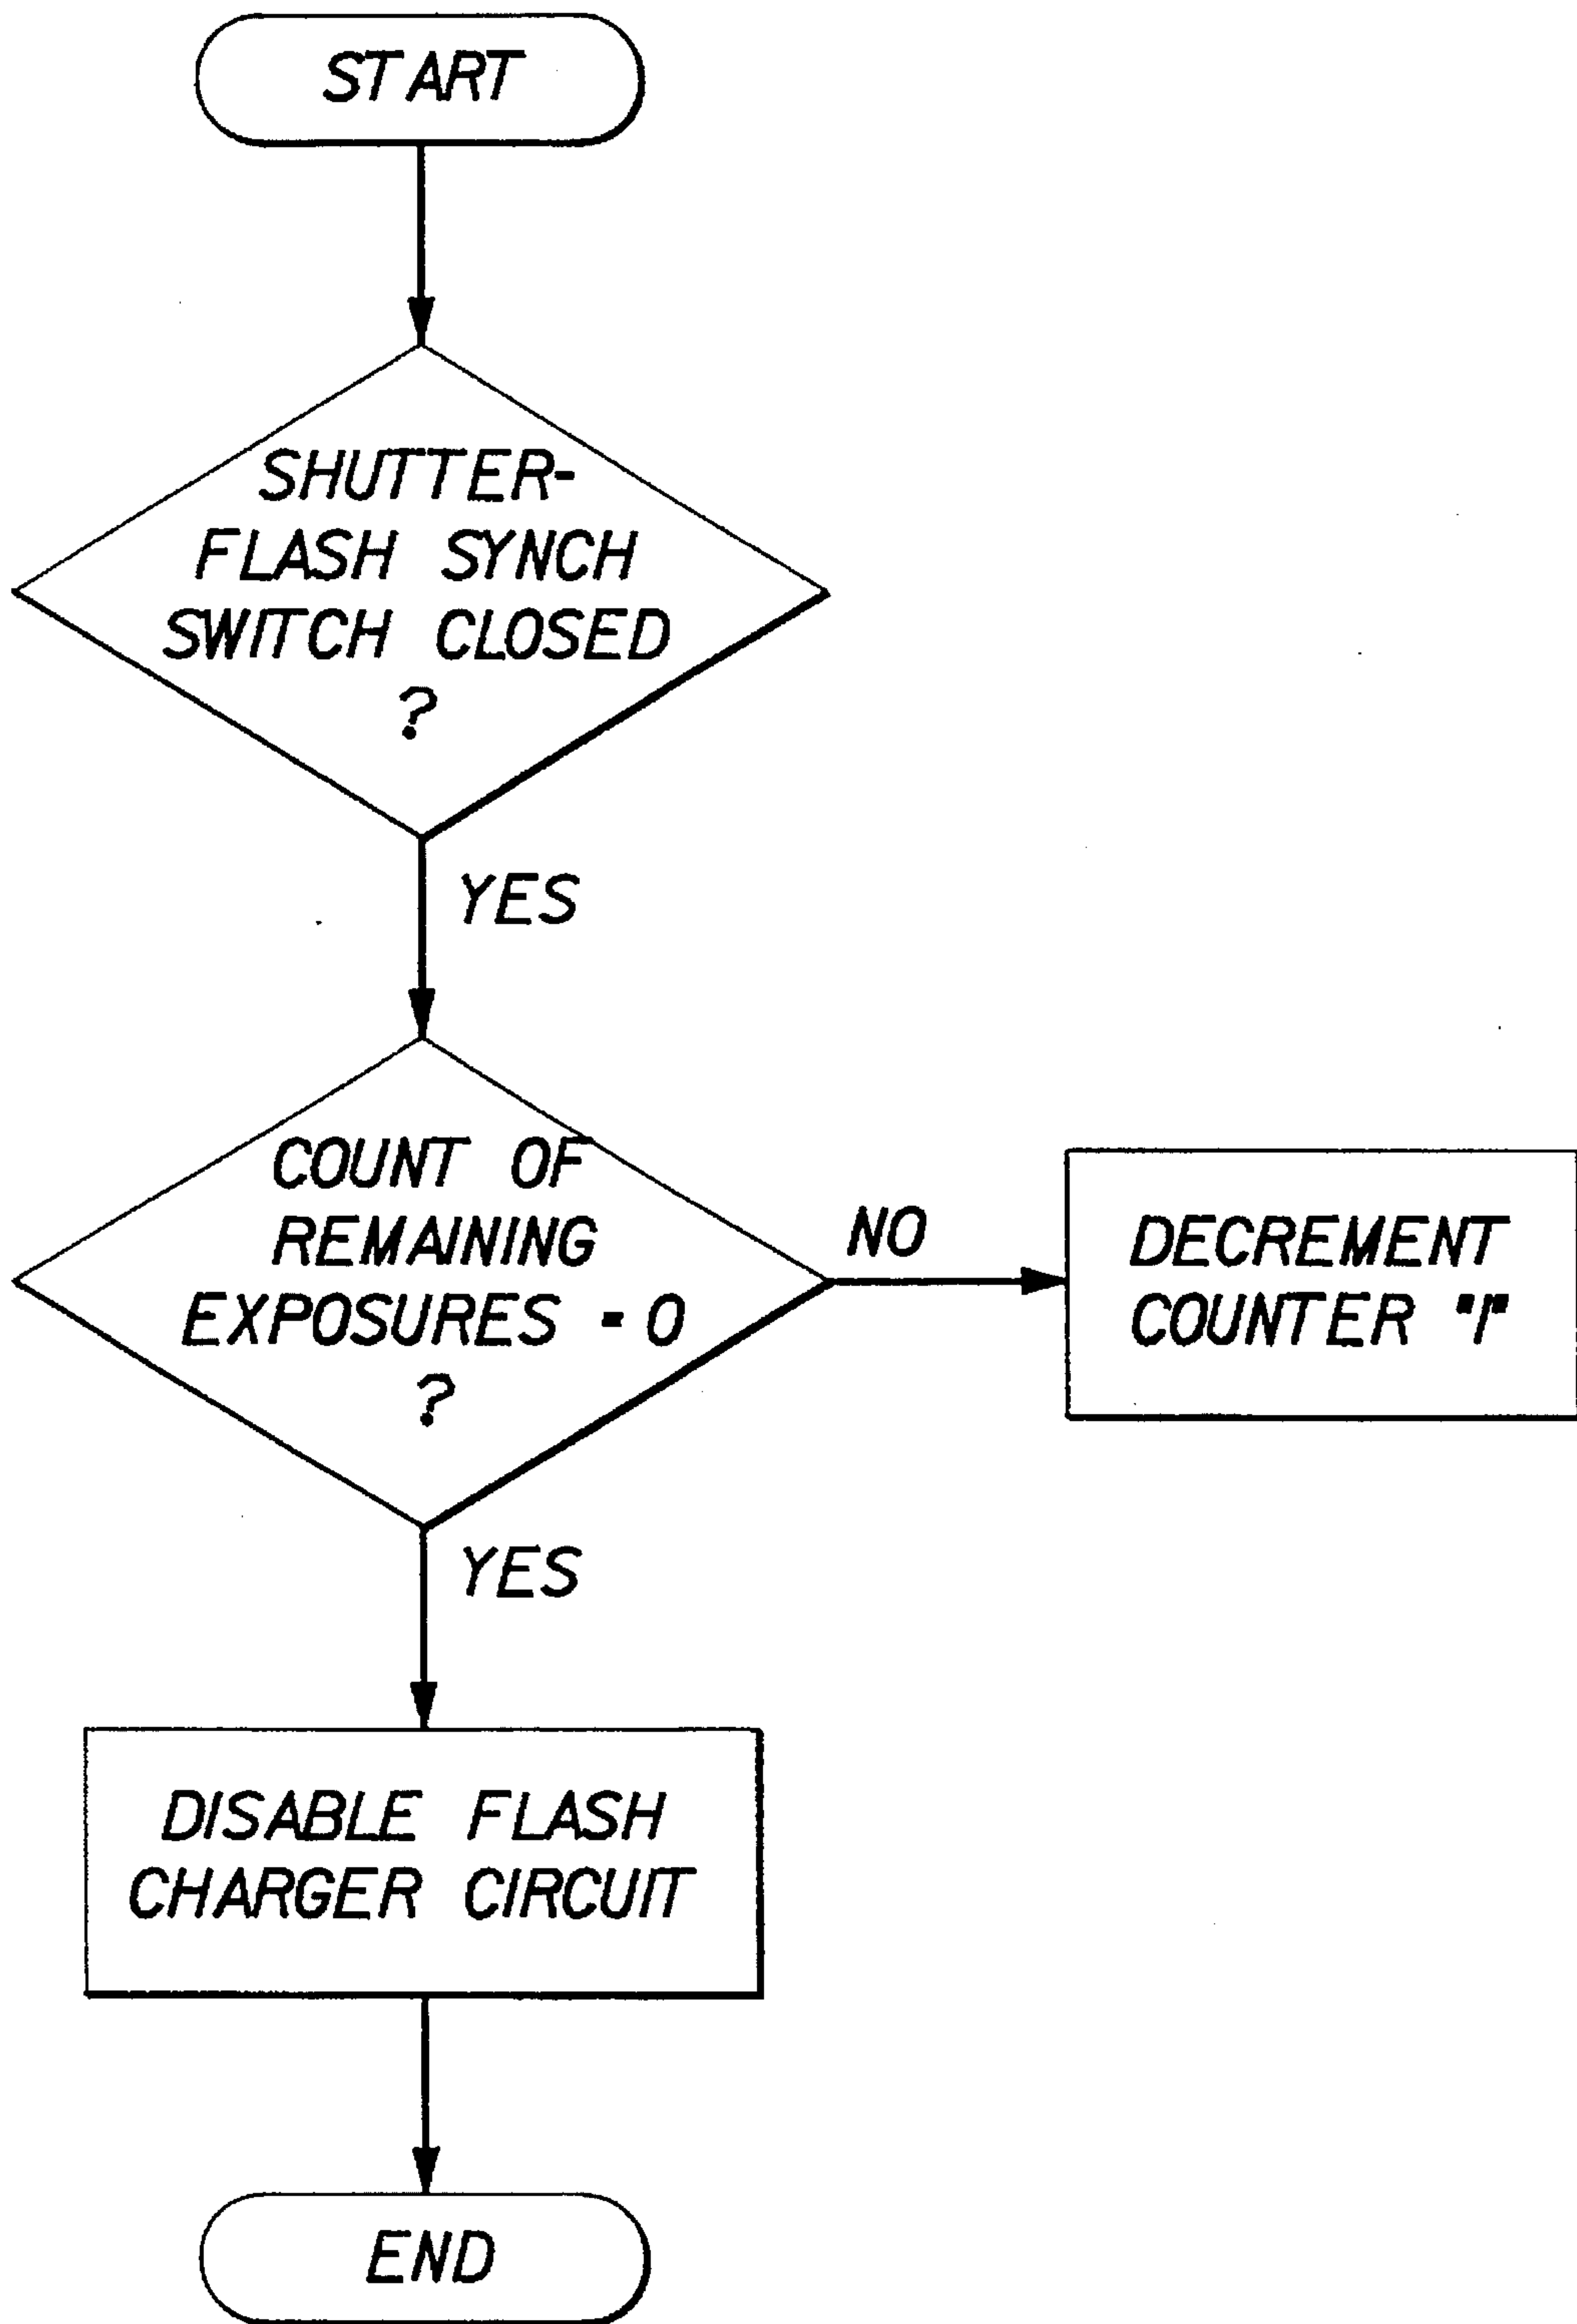 START
SHUTTER-
FLASH SYNCH
SWITCH CLOSED
?
YES
COUNT OF
REMAINING
EXPOSURES = 0
?
NO
DECREMENT
COUNTER "1"
YES
DISABLE FLASH
CHARGER CIRCUIT
END